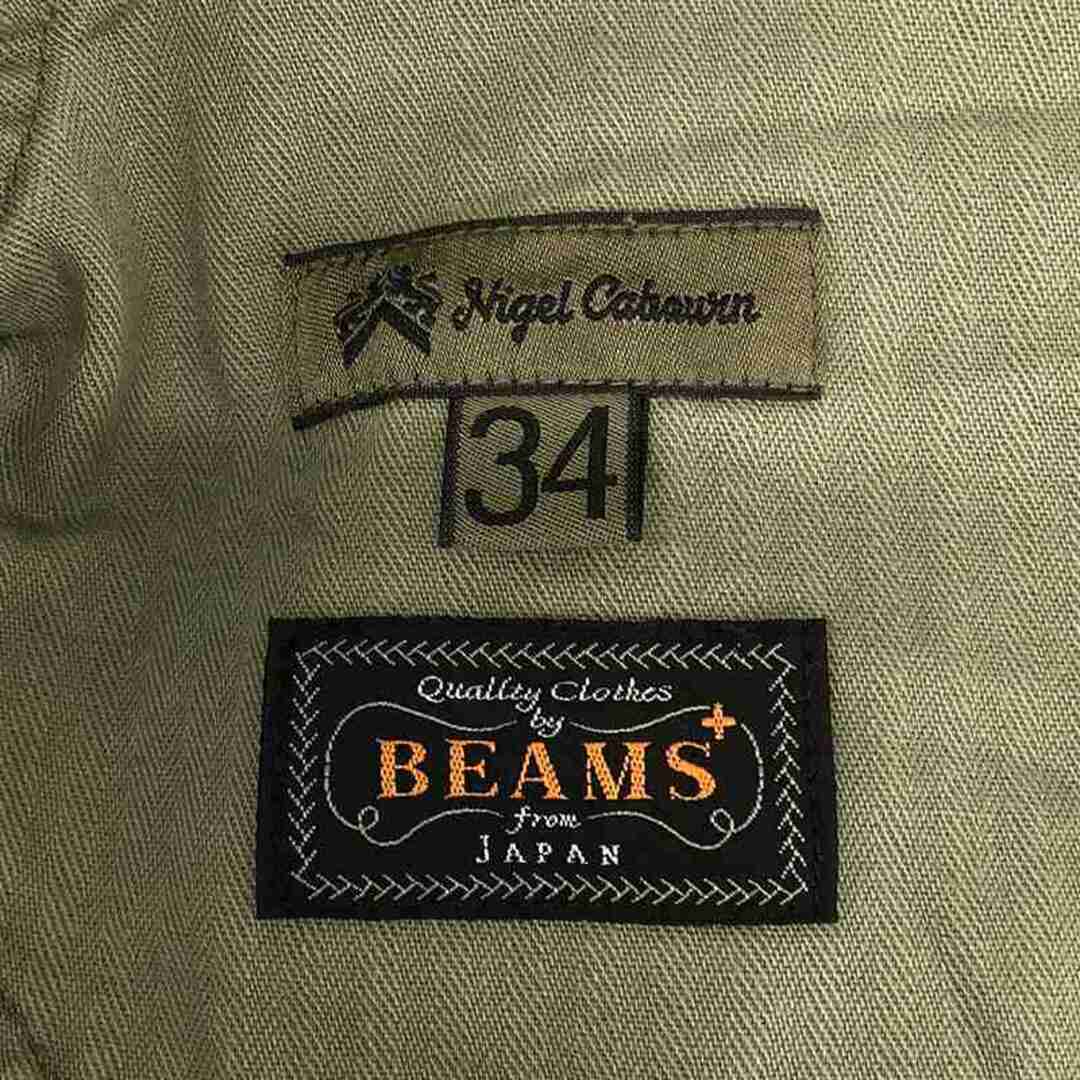 Nigel Cabourn
34
Quality Clothes
by
BEAMS+
from
JAPAN